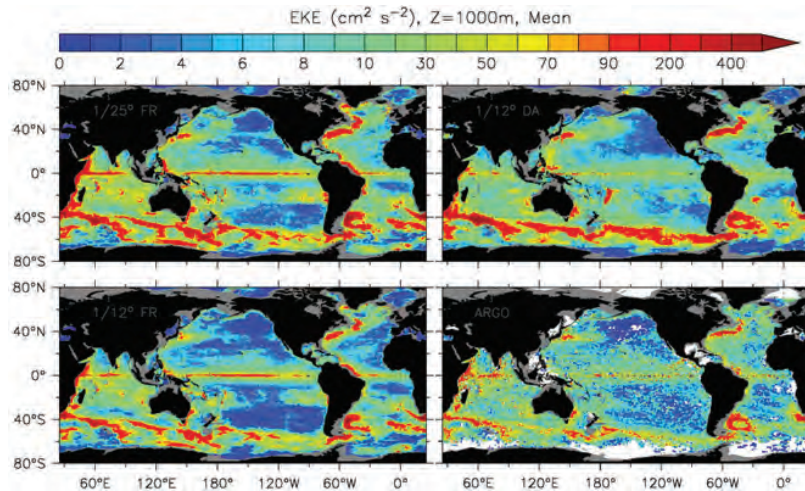 EKE (cm² s⁻²), Z=1000m, Mean
0 2 4 6 8 10 30 50 70 90 200 400
80°N
1/25° FR
1/12° DA
40°N
0°
40°S
80°S
80°N
1/12° FR
ARGO
40°N
0°
40°S
80°S
60°E 120°E 180° 120°W 60°W 0° 60°E 120°E 180° 120°W 60°W 0°